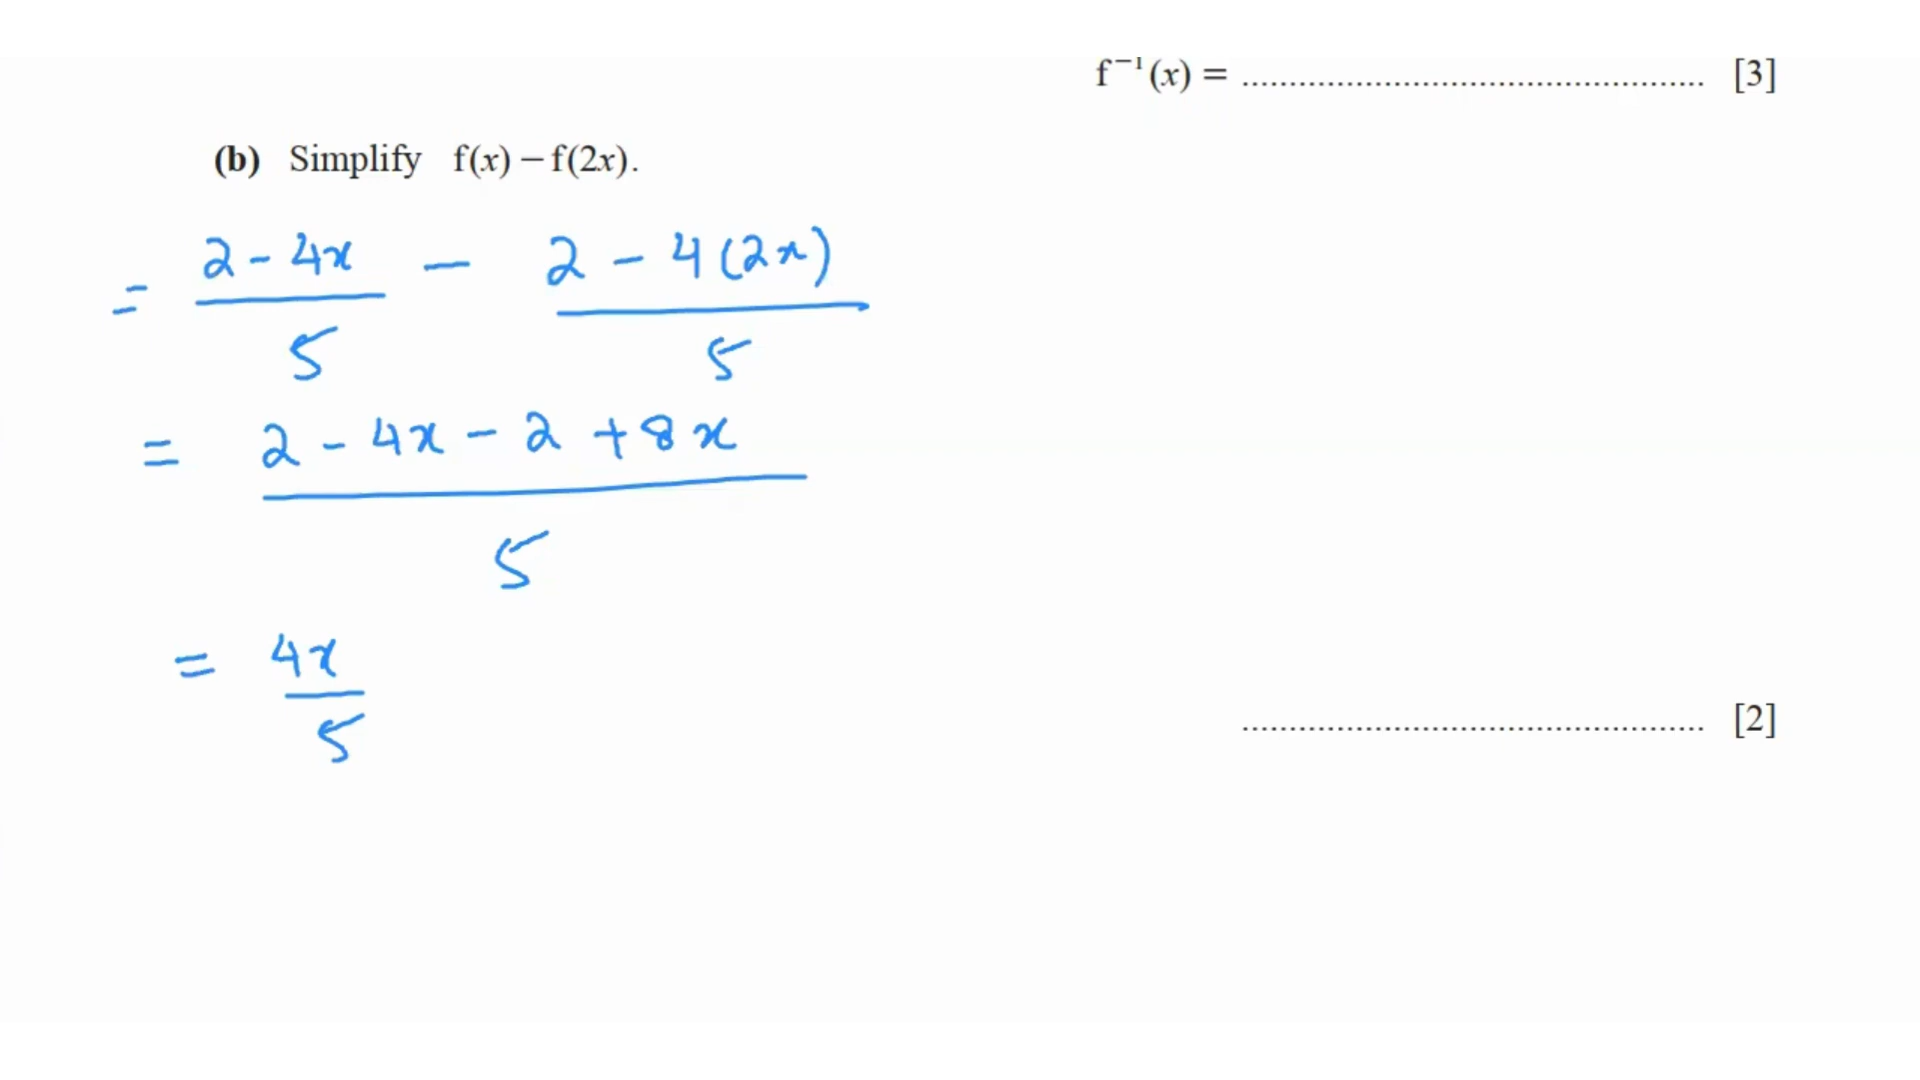 f⁻¹(x) = .................................................. [3]
(b) Simplify f(x) – f(2x).
= 2 - 4x / 5 - 2 - 4(2x) / 5
= 2 - 4x - 2 + 8x / 5
= 4x / 5
.................................................. [2]